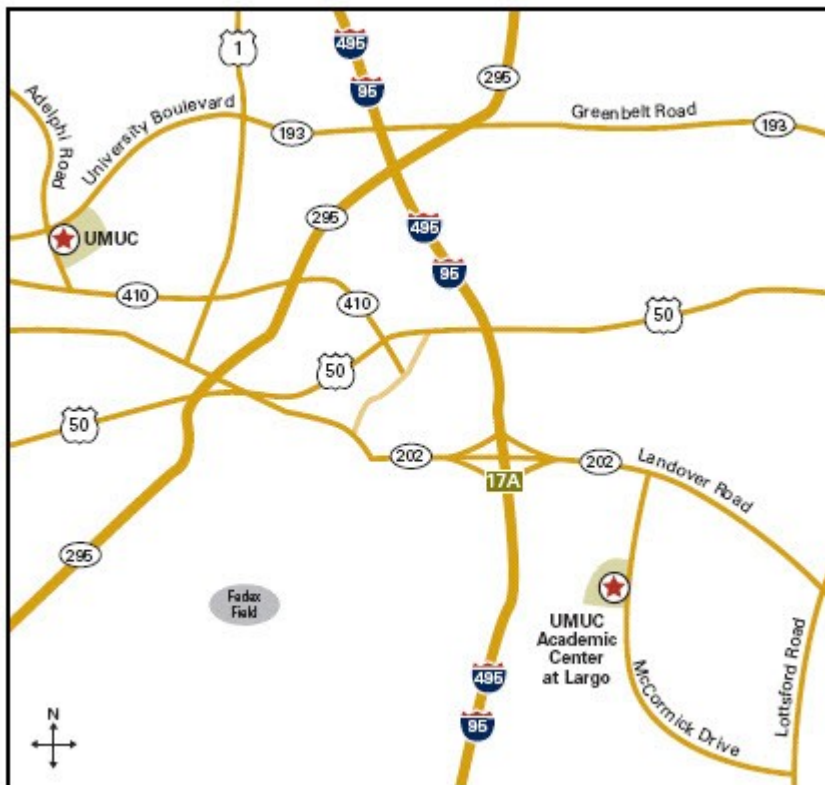 1
495
95
295
Adelphi Road
University Boulevard
193
Greenbelt Road
193
295
UMUC
495
95
410
410
50
50
50
202
202
Landover Road
17A
295
Fedex
Field
UMUC
Academic
Center
at Largo
McCormick Drive
Lottsford Road
495
95
N